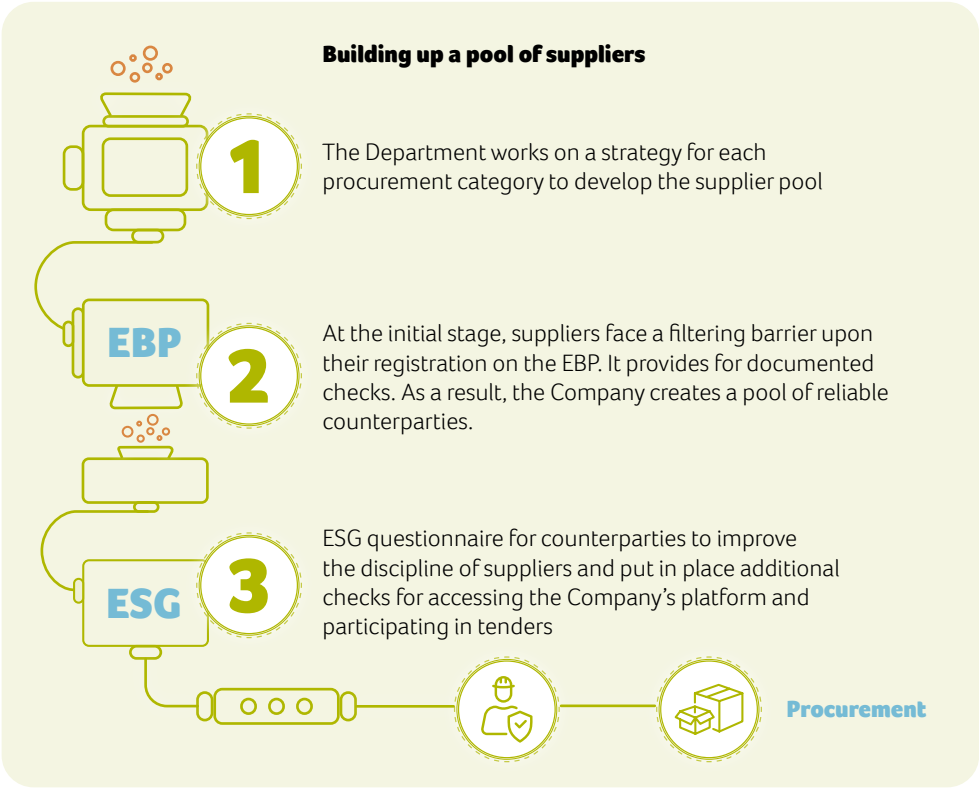 Building up a pool of suppliers
1
The Department works on a strategy for each
procurement category to develop the supplier pool
EBP
2
At the initial stage, suppliers face a filtering barrier upon
their registration on the EBP. It provides for documented
checks. As a result, the Company creates a pool of reliable
counterparties.
ESG
3
ESG questionnaire for counterparties to improve
the discipline of suppliers and put in place additional
checks for accessing the Company’s platform and
participating in tenders
Procurement